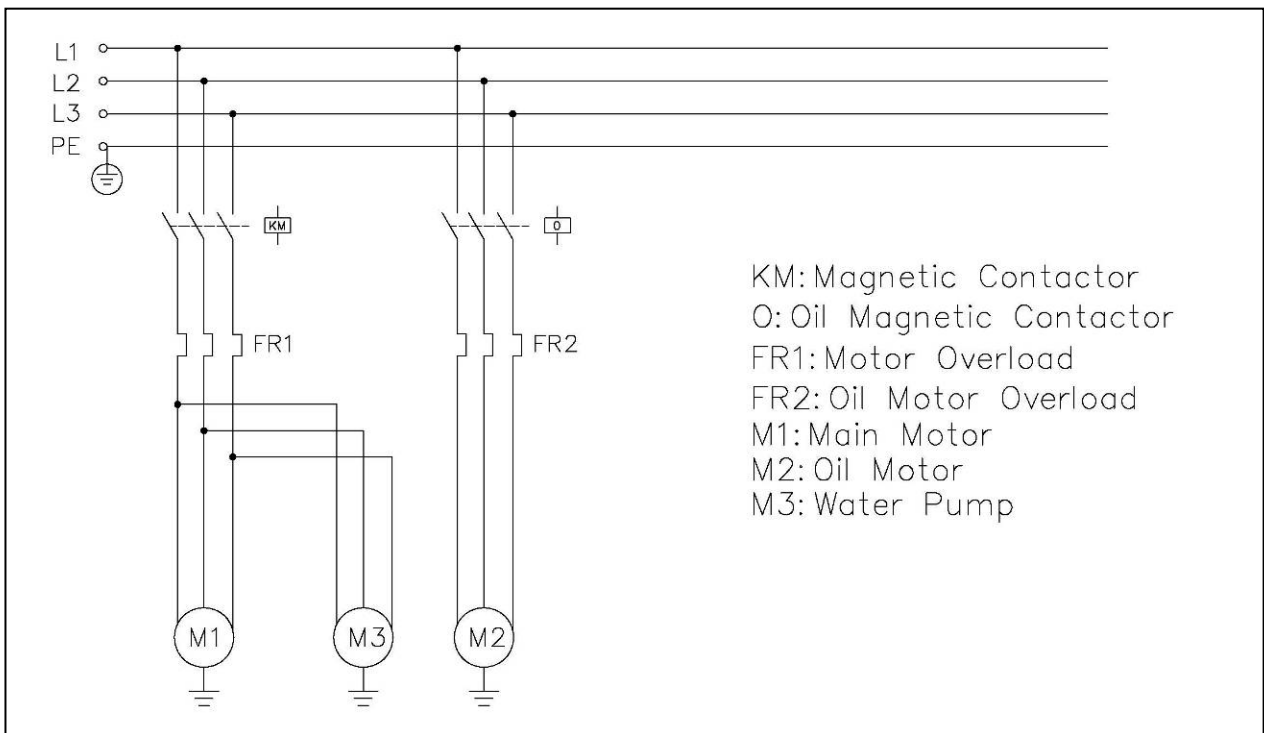 L1
L2
L3
PE
KM
O
FR1
FR2
KM: Magnetic Contactor
O: Oil Magnetic Contactor
FR1: Motor Overload
FR2: Oil Motor Overload
M1: Main Motor
M2: Oil Motor
M3: Water Pump
M1
M3
M2